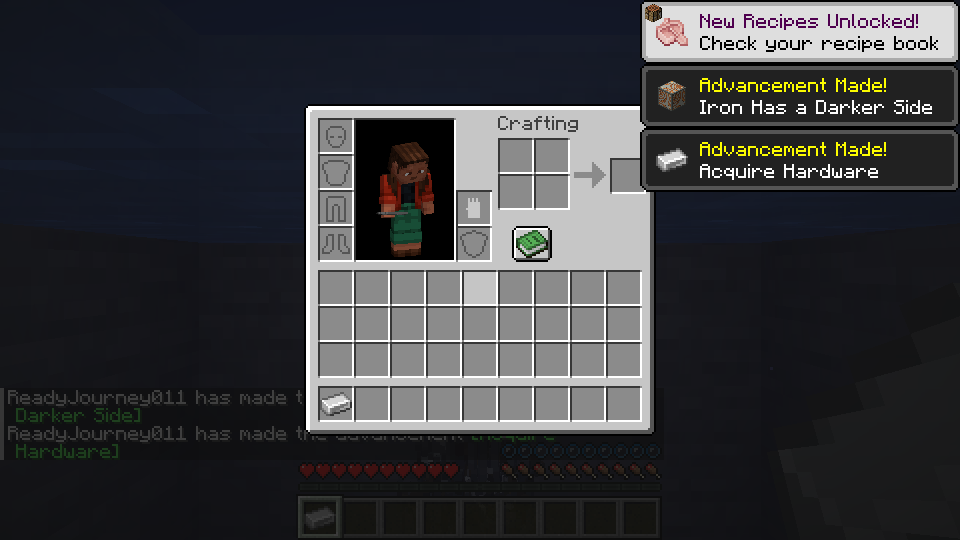 New Recipes Unlocked!
Check your recipe book
Advancement Made!
Iron Has a Darker Side
Advancement Made!
Acquire Hardware
Crafting
ReadyJourney011 has made t
Darker Side]
ReadyJourney011 has made the advancement [Acquire
Hardware]